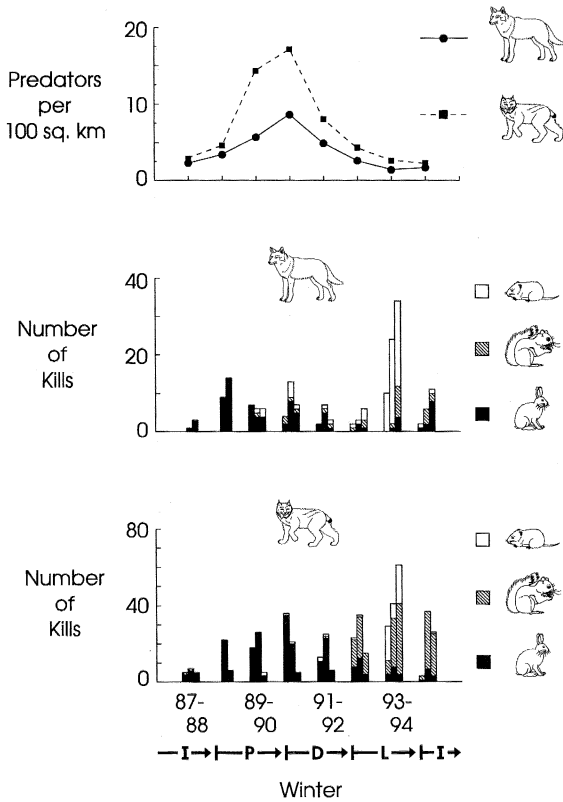 20
Predators
per
100 sq. km
10
0
40
Number
of
Kills
20
0
80
Number
of
Kills
40
0
87-
88
89-
90
91-
92
93-
94
I P D L I
Winter